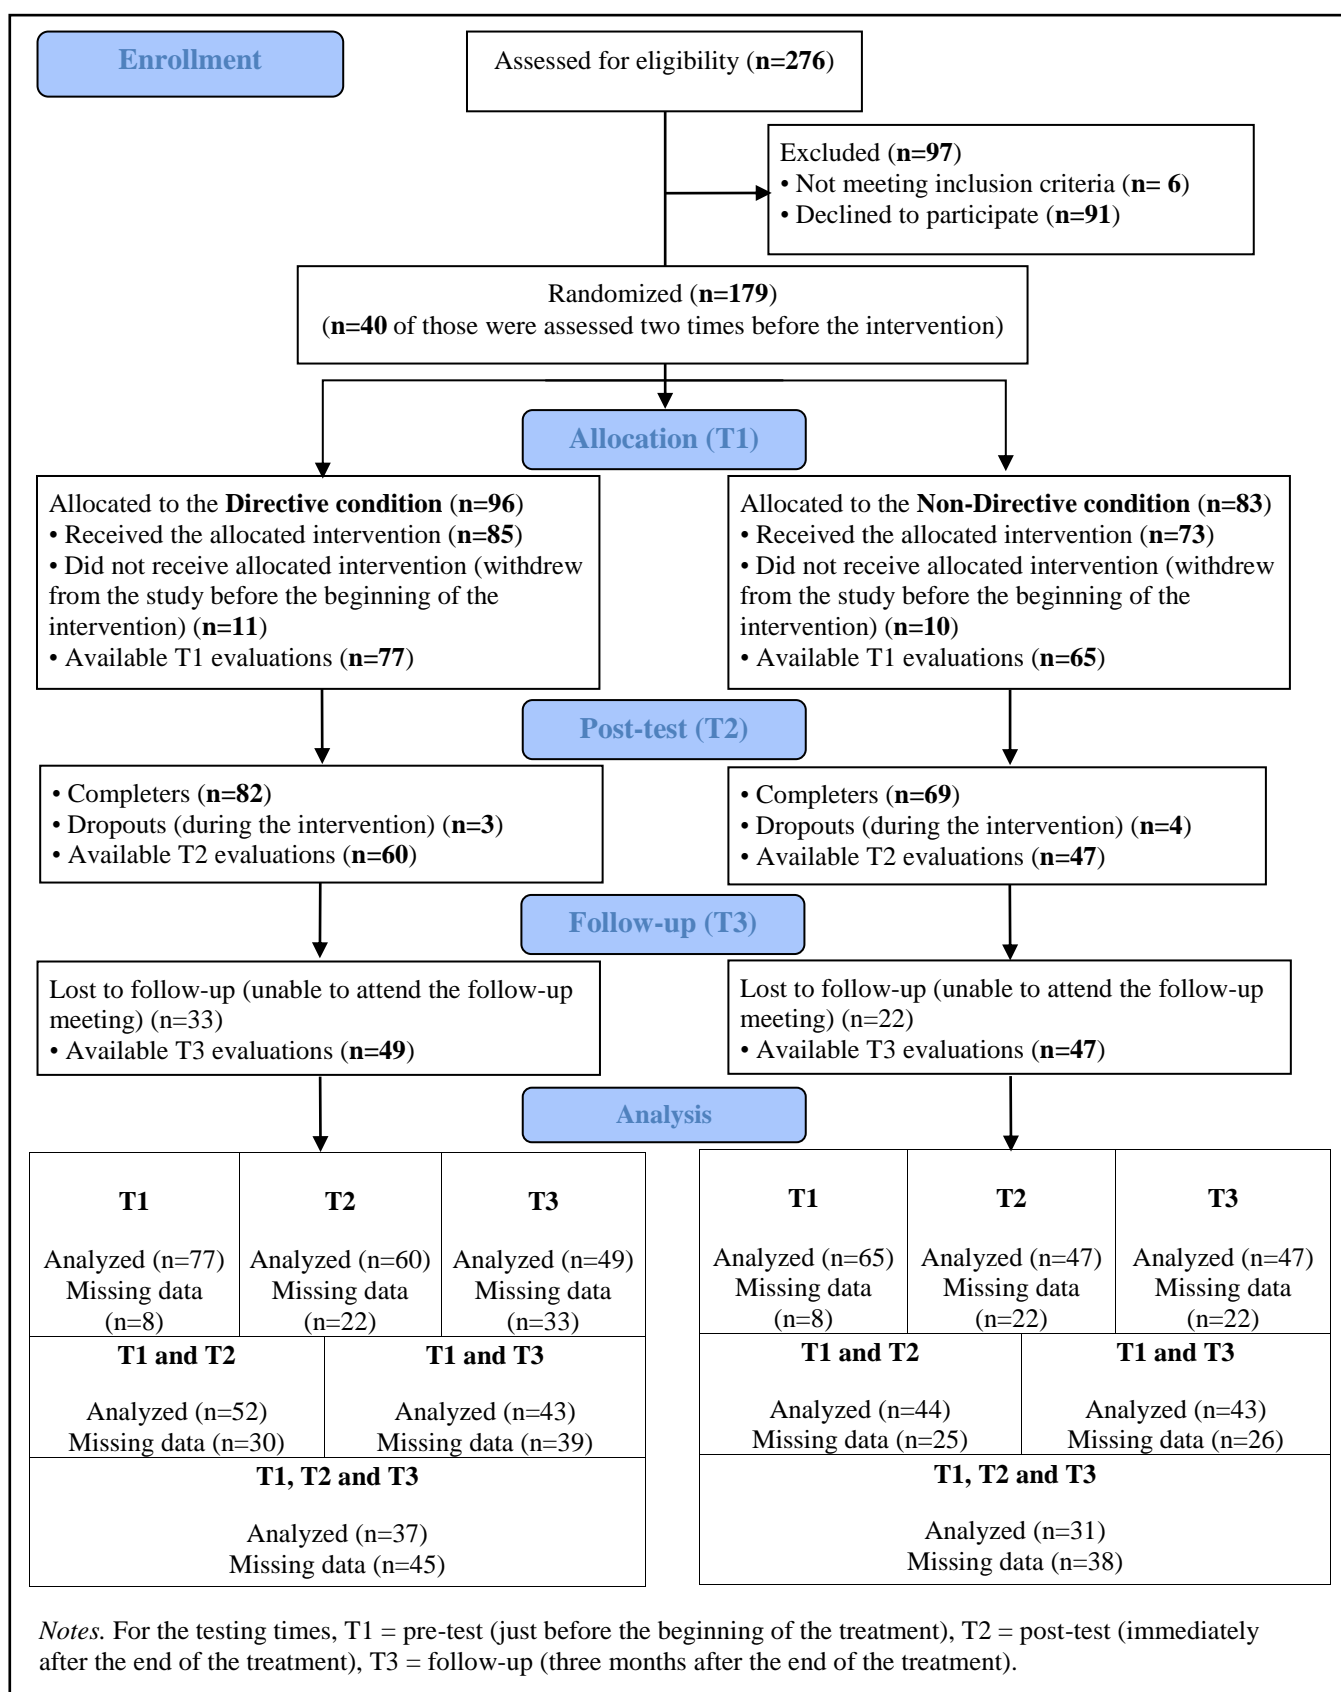 Enrollment
Assessed for eligibility (n=276)
Excluded (n=97)
• Not meeting inclusion criteria (n= 6)
• Declined to participate (n=91)
Randomized (n=179)
(n=40 of those were assessed two times before the intervention)
Allocation (T1)
Allocated to the Directive condition (n=96)
• Received the allocated intervention (n=85)
• Did not receive allocated intervention (withdrew
from the study before the beginning of the
intervention) (n=11)
• Available T1 evaluations (n=77)
Allocated to the Non-Directive condition (n=83)
• Received the allocated intervention (n=73)
• Did not receive allocated intervention (withdrew
from the study before the beginning of the
intervention) (n=10)
• Available T1 evaluations (n=65)
Post-test (T2)
• Completers (n=82)
• Dropouts (during the intervention) (n=3)
• Available T2 evaluations (n=60)
• Completers (n=69)
• Dropouts (during the intervention) (n=4)
• Available T2 evaluations (n=47)
Follow-up (T3)
Lost to follow-up (unable to attend the follow-up
meeting) (n=33)
• Available T3 evaluations (n=49)
Lost to follow-up (unable to attend the follow-up
meeting) (n=22)
• Available T3 evaluations (n=47)
Analysis
T1
Analyzed (n=77)
Missing data
(n=8)
T2
Analyzed (n=60)
Missing data
(n=22)
T3
Analyzed (n=49)
Missing data
(n=33)
T1 and T2
Analyzed (n=52)
Missing data (n=30)
T1 and T3
Analyzed (n=43)
Missing data (n=39)
T1, T2 and T3
Analyzed (n=37)
Missing data (n=45)
T1
Analyzed (n=65)
Missing data
(n=8)
T2
Analyzed (n=47)
Missing data
(n=22)
T3
Analyzed (n=47)
Missing data
(n=22)
T1 and T2
Analyzed (n=44)
Missing data (n=25)
T1 and T3
Analyzed (n=43)
Missing data (n=26)
T1, T2 and T3
Analyzed (n=31)
Missing data (n=38)
Notes. For the testing times, T1 = pre-test (just before the beginning of the treatment), T2 = post-test (immediately
after the end of the treatment), T3 = follow-up (three months after the end of the treatment).